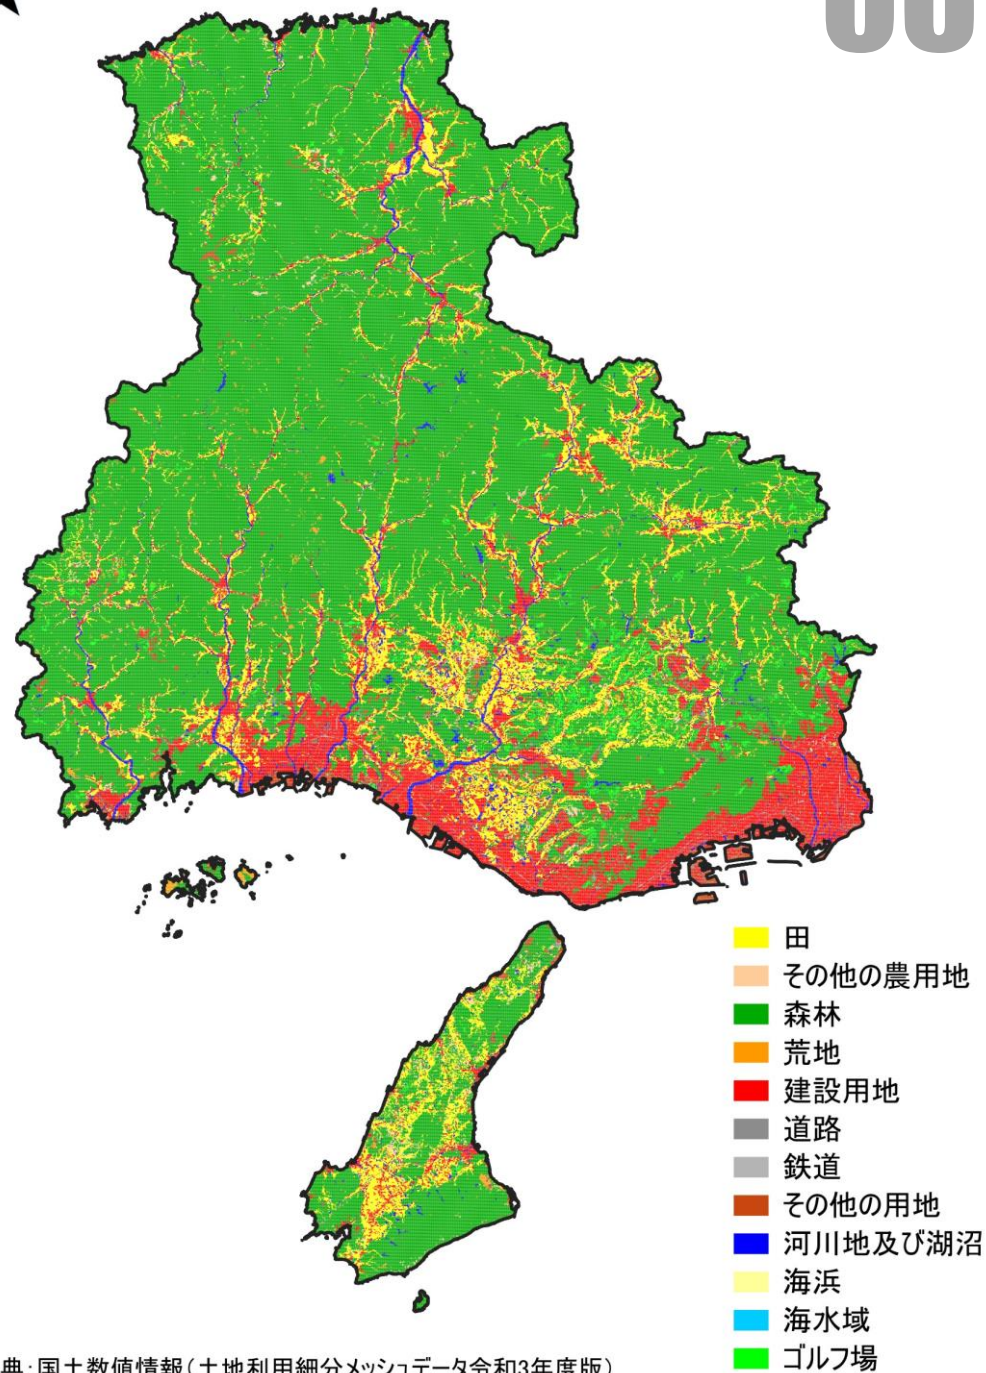 田
その他の農用地
森林
荒地
建設用地
道路
鉄道
その他の用地
河川地及び湖沼
海浜
海水域
ゴルフ場
典:国土数値情報(土地利用細分メッシュデータ令和3年度版)